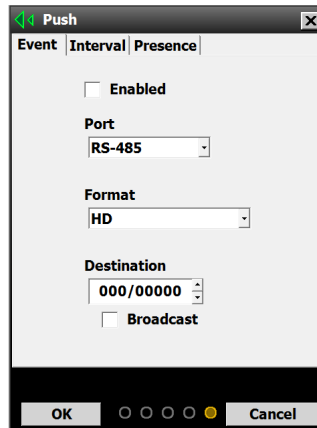 Push
Event Interval Presence
Enabled
Port
RS-485
Format
HD
Destination
000/00000
Broadcast
OK Cancel